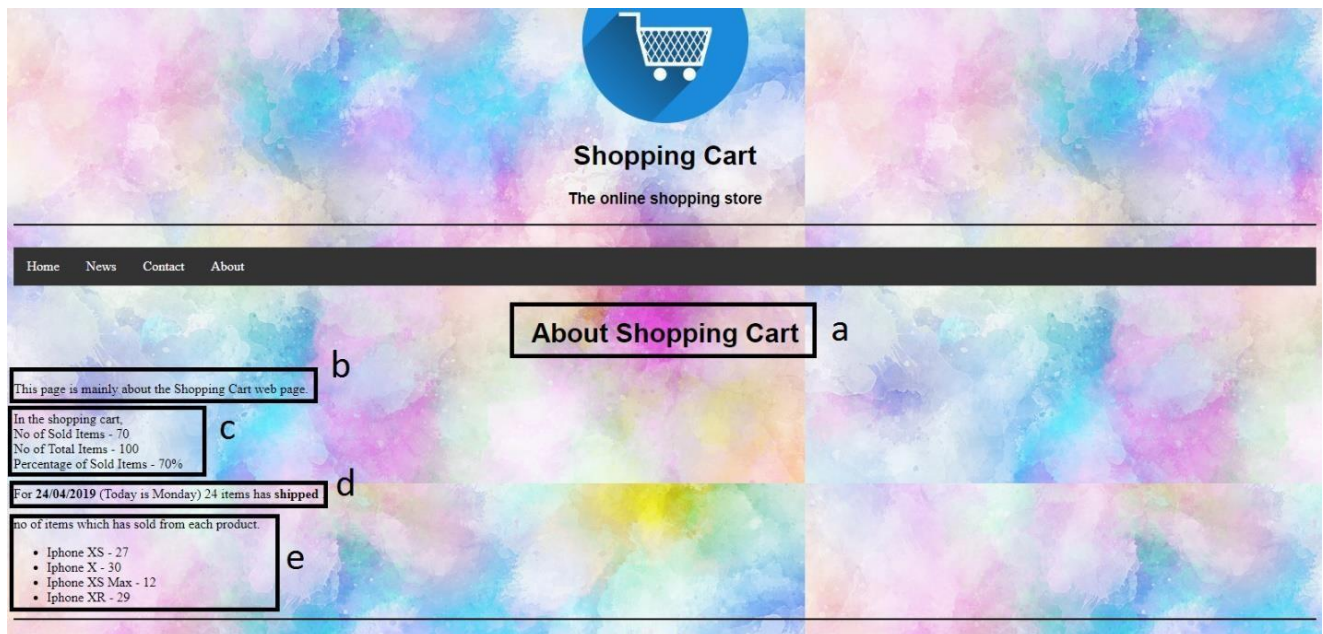 Shopping Cart
The online shopping store
Home News Contact About
About Shopping Cart
a
b
This page is mainly about the Shopping Cart web page.
c
In the shopping cart,
No of Sold Items - 70
No of Total Items - 100
Percentage of Sold Items - 70%
d
For 24/04/2019 (Today is Monday) 24 items has shipped
e
no of items which has sold from each product.
• Iphone XS - 27
• Iphone X - 30
• Iphone XS Max - 12
• Iphone XR - 29